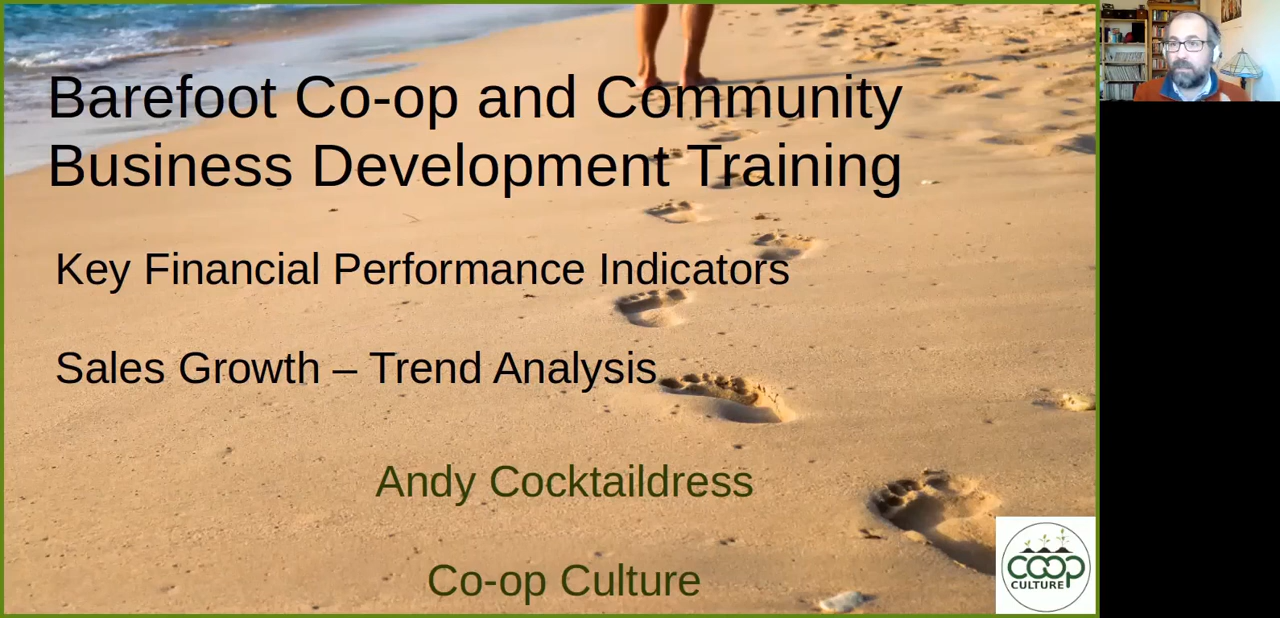 Barefoot Co-op and Community
Business Development Training
Key Financial Performance Indicators
Sales Growth – Trend Analysis
Andy Cocktaildress
Co-op Culture
coop
CULTURE